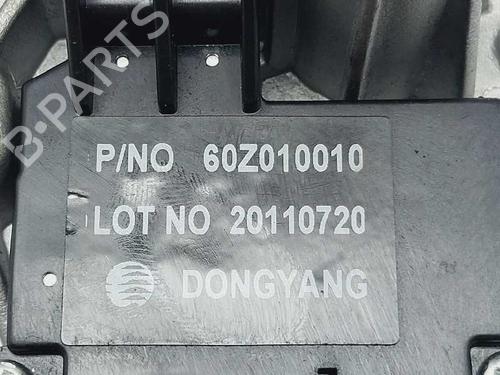 B-PARTS
P/NO 60Z010010
LOT NO 20110720
DONGYANG